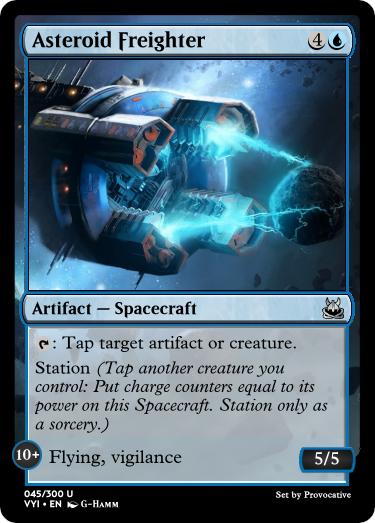 Asteroid Freighter 4
: Tap target artifact or creature.
Artifact — Spacecraft
Station (Tap another creature you
control: Put charge counters equal to its
power on this Spacecraft. Station only as
a sorcery.)
10+ Flying, vigilance
5/5
045/300 U
VYI • EN G-HAMM
Set by Provocative